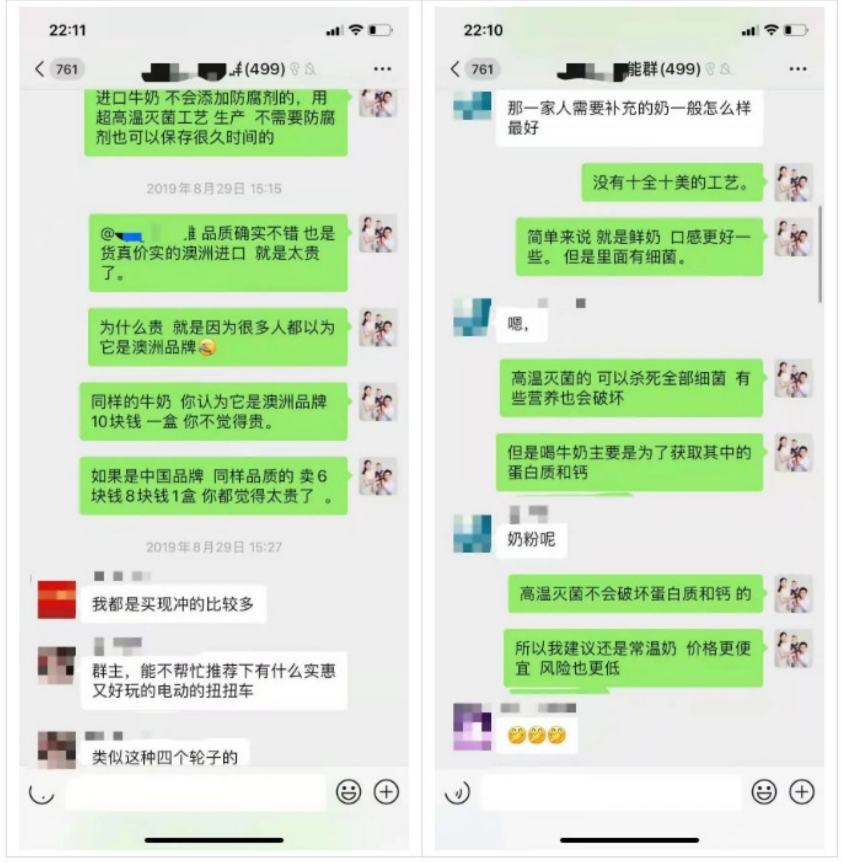 22:11
761
群(499)
进口牛奶 不会添加防腐剂的，用
超高温灭菌工艺 生产 不需要防腐
剂也可以保存很久时间的
2019年8月29日 15:15
@ 品质确实不错 也是
货真价实的澳洲进口 就是太贵
了。
为什么贵 就是因为很多人都以为
它是澳洲品牌
同样的牛奶 你认为它是澳洲品牌
10块钱 一盒 你不觉得贵。
如果是中国品牌 同样品质的 卖6
块钱8块钱1盒 你都觉得太贵了 。
2019年8月29日 15:27
我都是买现冲的比较多
群主，能不帮忙推荐下有什么实惠
又好玩的电动的扭扭车
类似这种四个轮子的
22:10
761
能群(499)
那一家人需要补充的奶一般怎么样
最好
没有十全十美的工艺。
简单来说 就是鲜奶 口感更好一
些。 但是里面有细菌。
嗯，
高温灭菌的 可以杀死全部细菌 有
些营养也会破坏
但是喝牛奶主要是为了获取其中的
蛋白质和钙
奶粉呢
高温灭菌不会破坏蛋白质和钙 的
所以我建议还是常温奶 价格更便
宜 风险也更低